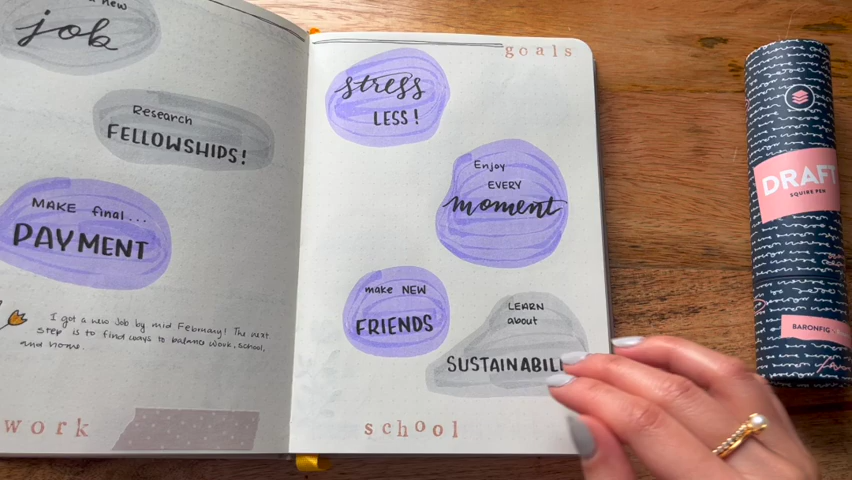 a new
job
Research
FELLOWSHIPS!
MAKE final...
PAYMENT
I got a new job by mid February! The next
step is to find ways to balance work, school,
and home.
work
goals
stress
LESS!
Enjoy
EVERY
moment
make NEW
FRIENDS
LEARN
about
SUSTAINABIL
school
DRAFT
SQUIRE PEN
BARONFIG